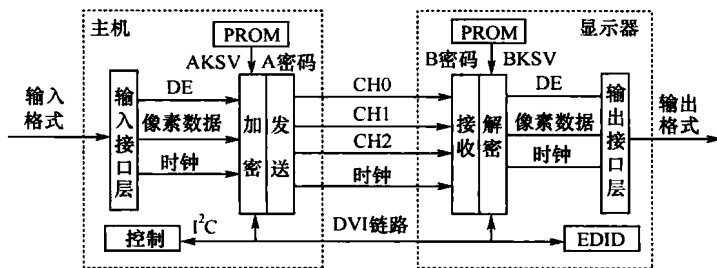 主机
PROM
AKSV
A密码
输入格式
输入接口层
DE
像素数据
时钟
加密
发送
CH0
CH1
CH2
时钟
I²C
控制
DVI链路
显示器
PROM
B密码
BKSV
接收
解密
DE
像素数据
时钟
输出接口层
输出格式
EDID